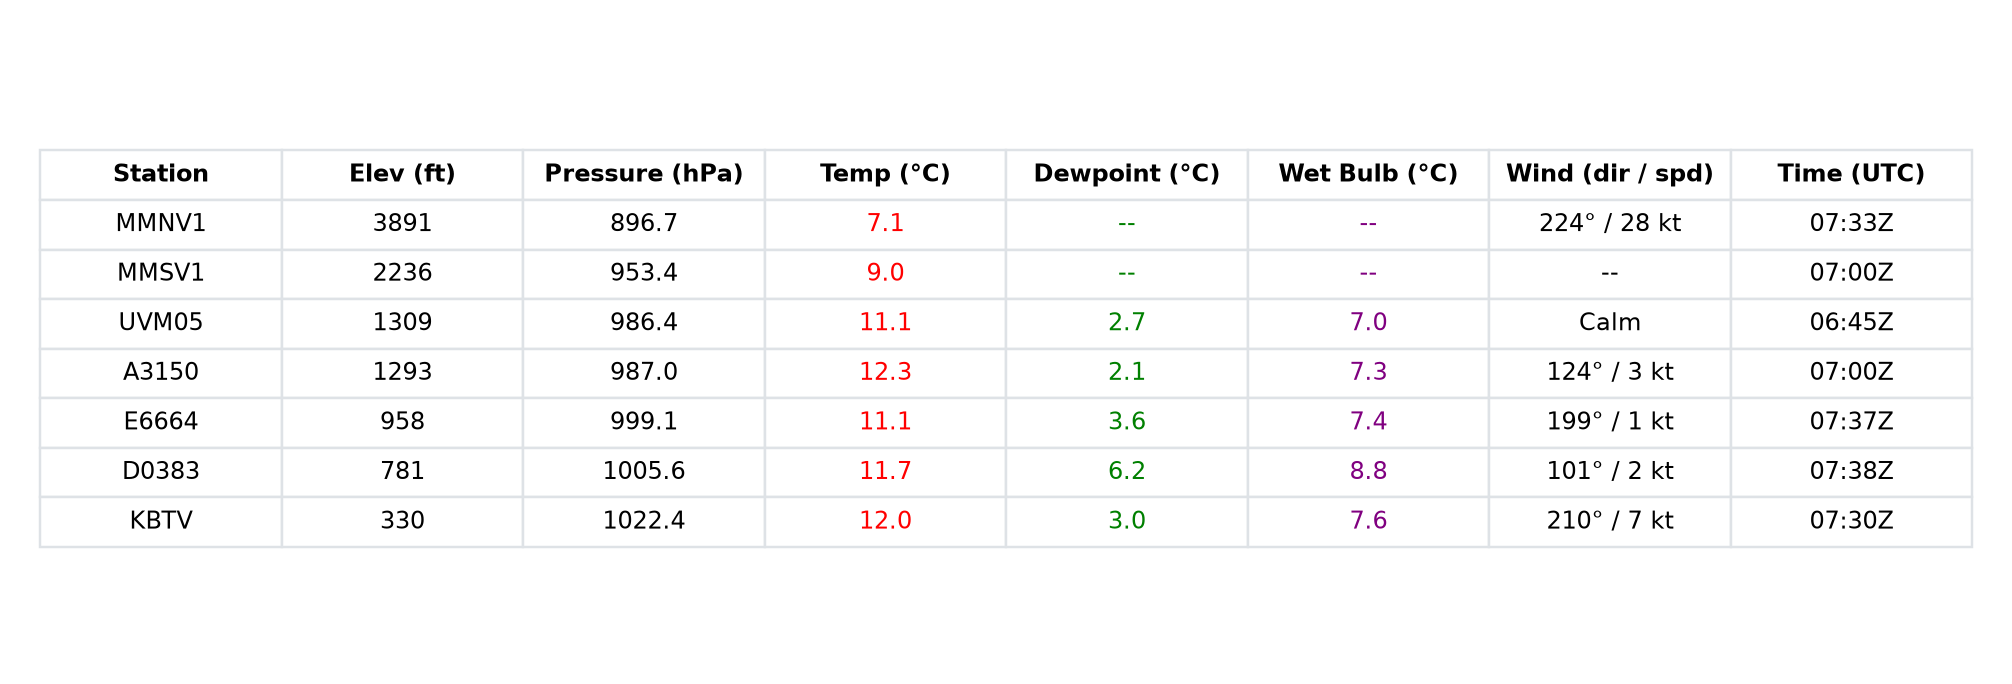 Station Elev (ft) Pressure (hPa) Temp (°C) Dewpoint (°C) Wet Bulb (°C) Wind (dir / spd) Time (UTC)
MMNV1 3891 896.7 7.1 -- -- 224° / 28 kt 07:33Z
MMSV1 2236 953.4 9.0 -- -- -- 07:00Z
UVM05 1309 986.4 11.1 2.7 7.0 Calm 06:45Z
A3150 1293 987.0 12.3 2.1 7.3 124° / 3 kt 07:00Z
E6664 958 999.1 11.1 3.6 7.4 199° / 1 kt 07:37Z
D0383 781 1005.6 11.7 6.2 8.8 101° / 2 kt 07:38Z
KBTV 330 1022.4 12.0 3.0 7.6 210° / 7 kt 07:30Z